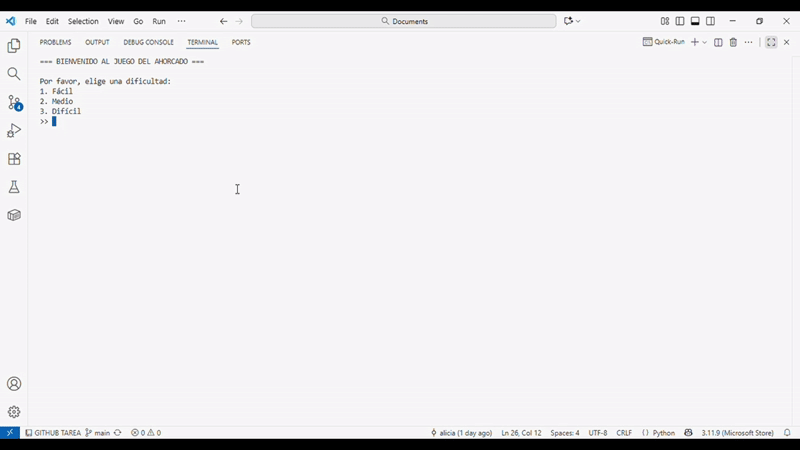 File Edit Selection View Go Run ··· Documents
PROBLEMS OUTPUT DEBUG CONSOLE TERMINAL PORTS Quick-Run
=== BIENVENIDO AL JUEGO DEL AHORCADO ===
Por favor, elige una dificultad:
1. Fácil
2. Medio
3. Difícil
>>
4
GITHUB TAREA main 0 0 alicia (1 day ago) Ln 26, Col 12 Spaces: 4 UTF-8 CRLF Python 3.11.9 (Microsoft Store)